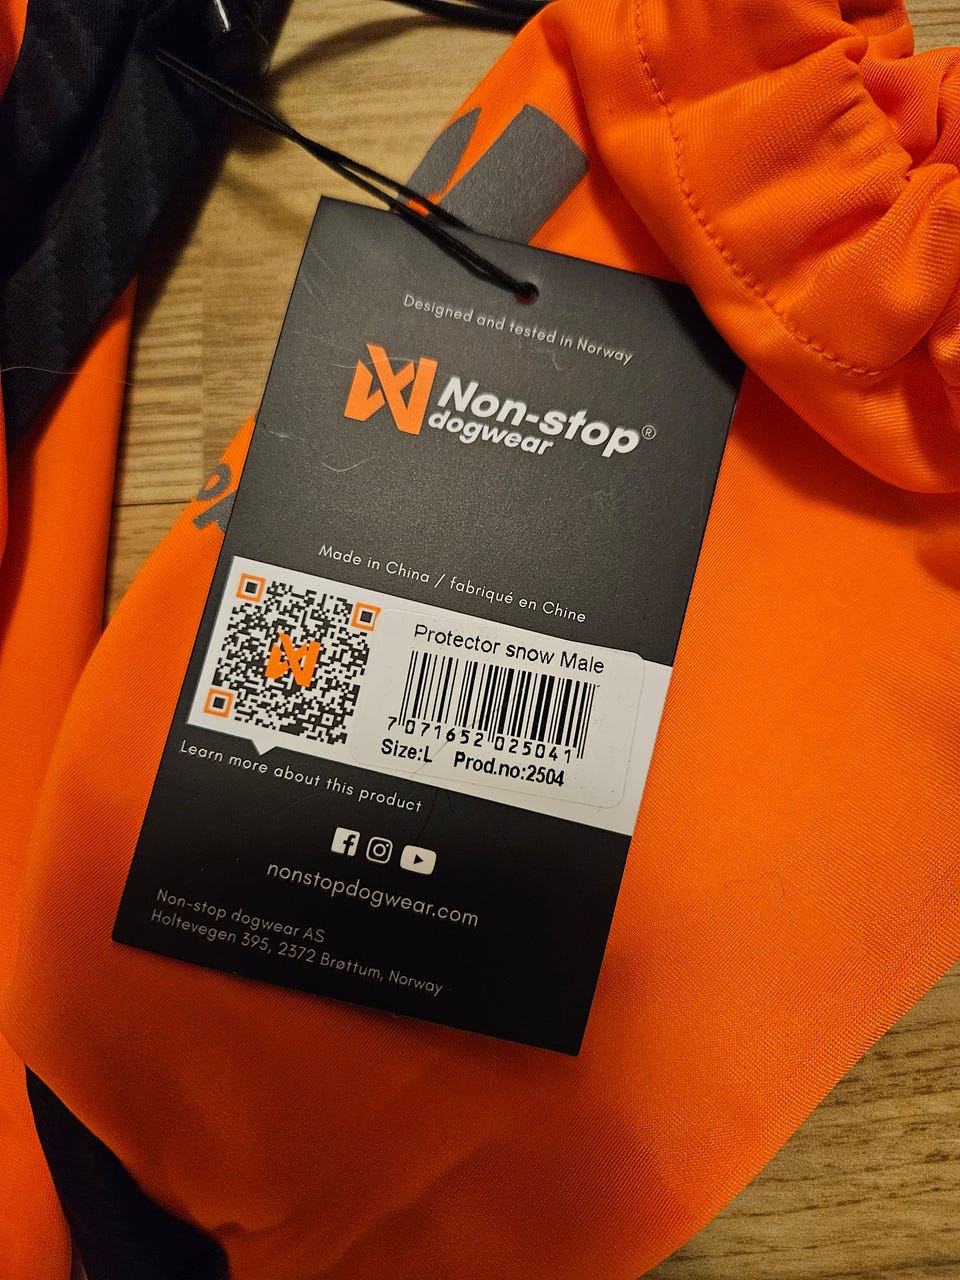 Designed and tested in Norway
Non-stop®
dogwear
Made in China / fabriqué en Chine
Protector snow Male
7 071652 025041
Size:L Prod.no:2504
Learn more about this product
nonstopdogwear.com
Non-stop dogwear AS
Holtevegen 395, 2372 Brøttum, Norway